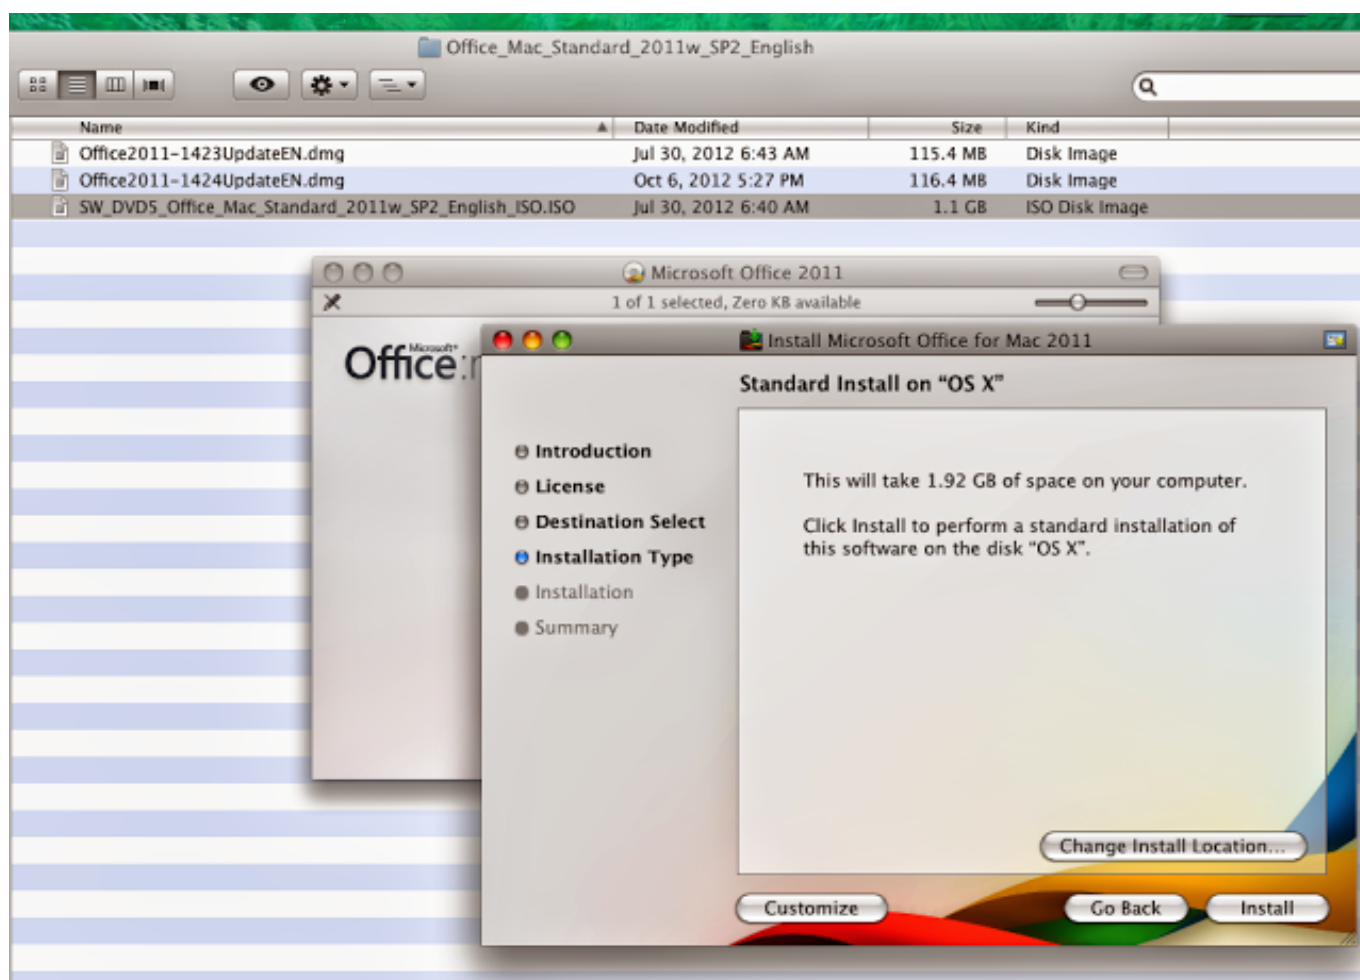 Office_Mac_Standard_2011w_SP2_English
Name Date Modified Size Kind
Office2011-1423UpdateEN.dmg Jul 30, 2012 6:43 AM 115.4 MB Disk Image
Office2011-1424UpdateEN.dmg Oct 6, 2012 5:27 PM 116.4 MB Disk Image
SW_DVD5_Office_Mac_Standard_2011w_SP2_English_ISO.ISO Jul 30, 2012 6:40 AM 1.1 GB ISO Disk Image
Microsoft Office 2011
1 of 1 selected, Zero KB available
Microsoft®
Office:
Install Microsoft Office for Mac 2011
Standard Install on “OS X”
Introduction
License
Destination Select
Installation Type
Installation
Summary
This will take 1.92 GB of space on your computer.
Click Install to perform a standard installation of
this software on the disk “OS X”.
Change Install Location...
Customize Go Back Install